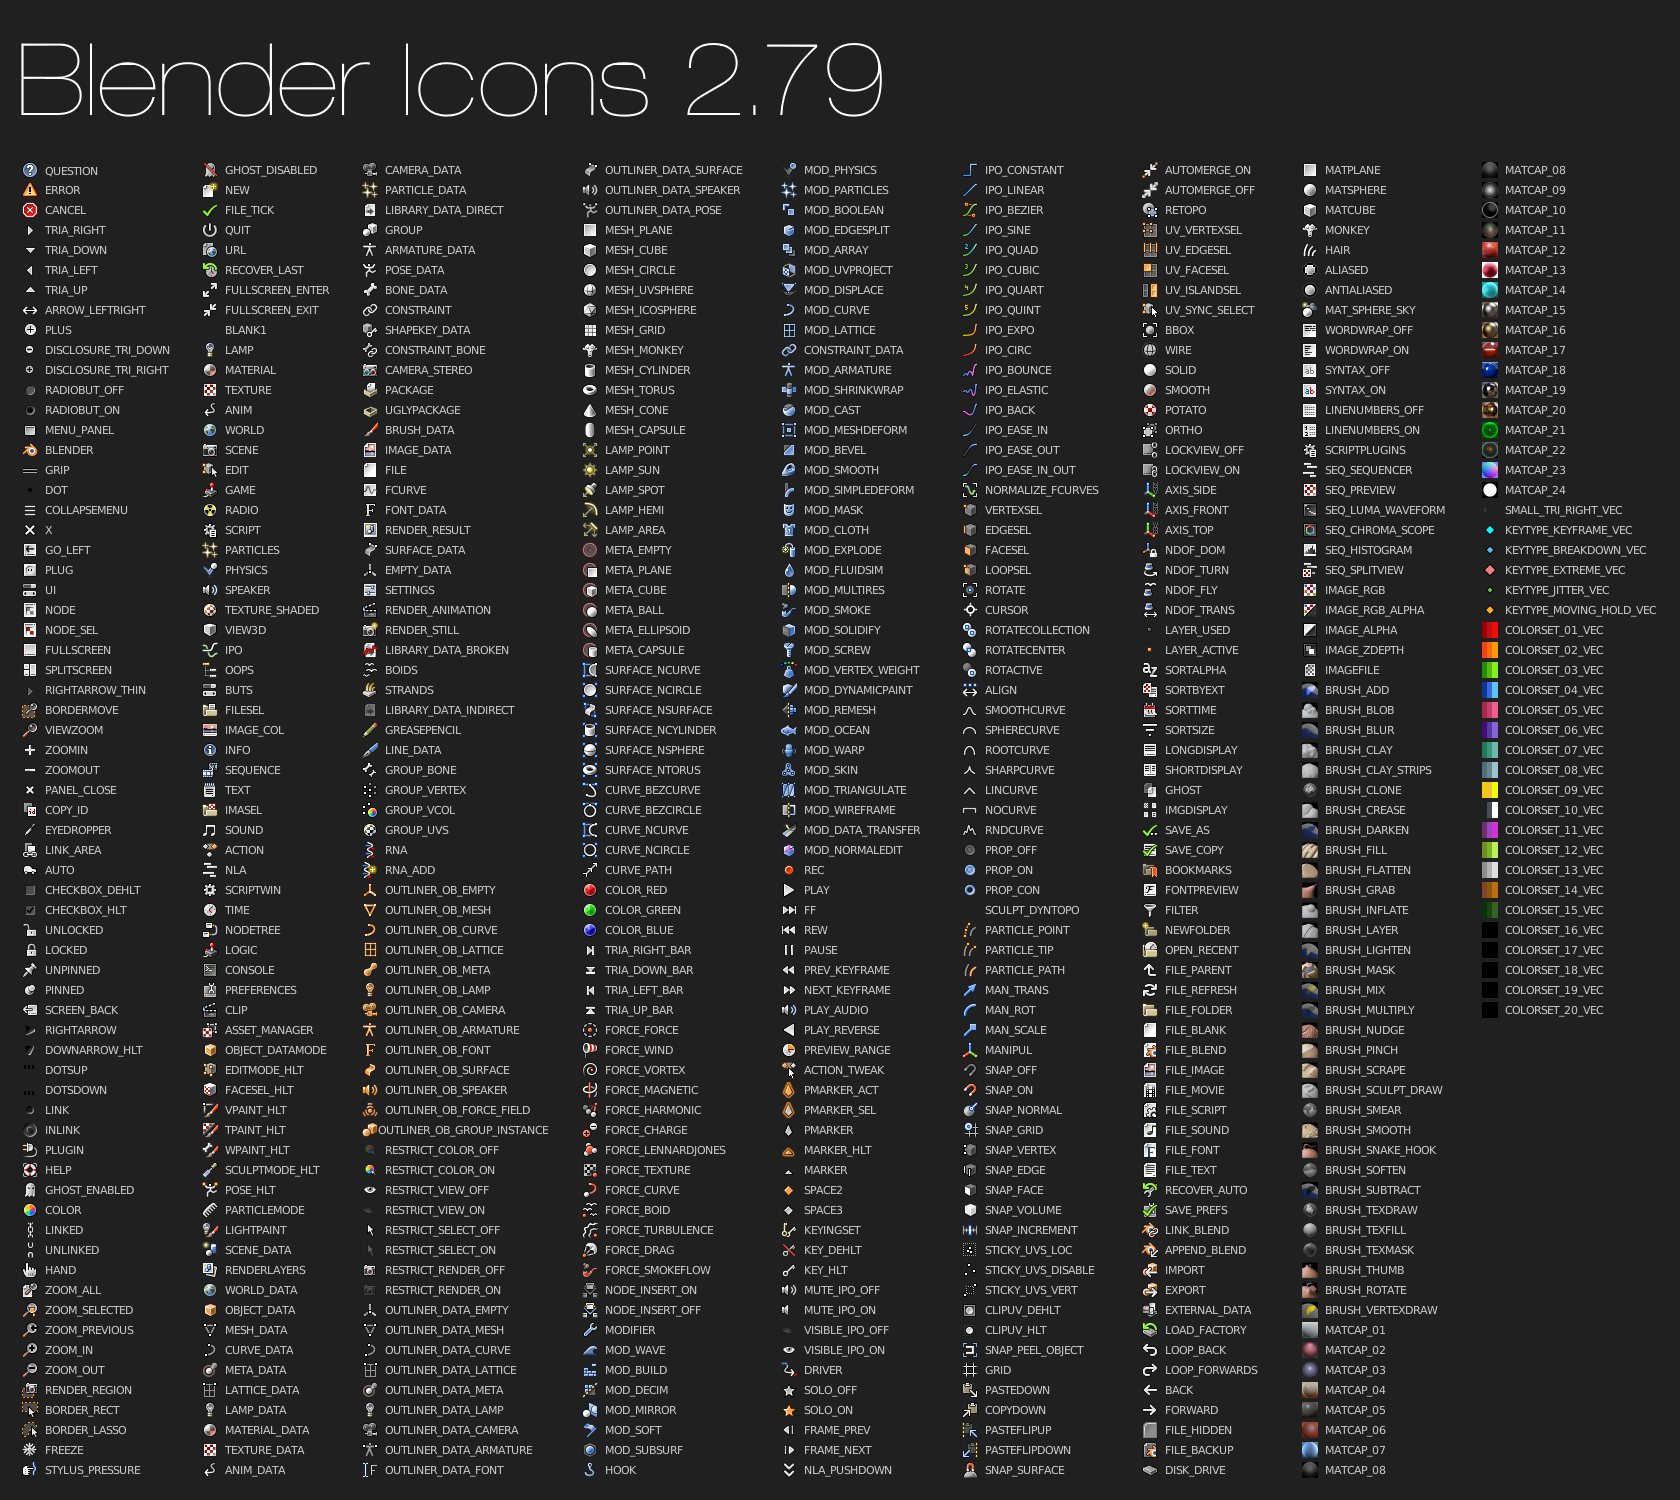 Blender Icons 2.79
QUESTION
ERROR
CANCEL
TRIA_RIGHT
TRIA_DOWN
TRIA_LEFT
TRIA_UP
ARROW_LEFTRIGHT
PLUS
DISCLOSURE_TRI_DOWN
DISCLOSURE_TRI_RIGHT
RADIOBUT_OFF
RADIOBUT_ON
MENU_PANEL
BLENDER
GRIP
DOT
COLLAPSEMENU
X
GO_LEFT
PLUG
UI
NODE
NODE_SEL
FULLSCREEN
SPLITSCREEN
RIGHTARROW_THIN
BORDERMOVE
VIEWZOOM
ZOOMIN
ZOOMOUT
PANEL_CLOSE
COPY_ID
EYEDROPPER
LINK_AREA
AUTO
CHECKBOX_DEHLT
CHECKBOX_HLT
UNLOCKED
LOCKED
UNPINNED
PINNED
SCREEN_BACK
RIGHTARROW
DOWNARROW_HLT
DOTSUP
DOTSDOWN
LINK
INLINK
PLUGIN
HELP
GHOST_ENABLED
COLOR
LINKED
UNLINKED
HAND
ZOOM_ALL
ZOOM_SELECTED
ZOOM_PREVIOUS
ZOOM_IN
ZOOM_OUT
RENDER_REGION
BORDER_RECT
BORDER_LASSO
FREEZE
STYLUS_PRESSURE
GHOST_DISABLED
NEW
FILE_TICK
QUIT
URL
RECOVER_LAST
FULLSCREEN_ENTER
FULLSCREEN_EXIT
BLANK1
LAMP
MATERIAL
TEXTURE
ANIM
WORLD
SCENE
EDIT
GAME
RADIO
SCRIPT
PARTICLES
PHYSICS
SPEAKER
TEXTURE_SHADED
VIEW3D
IPO
OOPS
BUTS
FILESEL
IMAGE_COL
INFO
SEQUENCE
TEXT
IMASEL
SOUND
ACTION
NLA
SCRIPTWIN
TIME
NODETREE
LOGIC
CONSOLE
PREFERENCES
CLIP
ASSET_MANAGER
OBJECT_DATAMODE
EDITMODE_HLT
FACESEL_HLT
VPAINT_HLT
TPAINT_HLT
WPAINT_HLT
SCULPTMODE_HLT
POSE_HLT
PARTICLEMODE
LIGHTPAINT
SCENE_DATA
RENDERLAYERS
WORLD_DATA
OBJECT_DATA
MESH_DATA
CURVE_DATA
META_DATA
LATTICE_DATA
LAMP_DATA
MATERIAL_DATA
TEXTURE_DATA
ANIM_DATA
CAMERA_DATA
PARTICLE_DATA
LIBRARY_DATA_DIRECT
GROUP
ARMATURE_DATA
POSE_DATA
BONE_DATA
CONSTRAINT
SHAPEKEY_DATA
CONSTRAINT_BONE
CAMERA_STEREO
PACKAGE
UGLYPACKAGE
BRUSH_DATA
IMAGE_DATA
FILE
FCURVE
FONT_DATA
RENDER_RESULT
SURFACE_DATA
EMPTY_DATA
SETTINGS
RENDER_ANIMATION
RENDER_STILL
LIBRARY_DATA_BROKEN
BOIDS
STRANDS
LIBRARY_DATA_INDIRECT
GREASEPENCIL
LINE_DATA
GROUP_BONE
GROUP_VERTEX
GROUP_VCOL
GROUP_UVS
RNA
RNA_ADD
OUTLINER_OB_EMPTY
OUTLINER_OB_MESH
OUTLINER_OB_CURVE
OUTLINER_OB_LATTICE
OUTLINER_OB_META
OUTLINER_OB_LAMP
OUTLINER_OB_CAMERA
OUTLINER_OB_ARMATURE
OUTLINER_OB_FONT
OUTLINER_OB_SURFACE
OUTLINER_OB_SPEAKER
OUTLINER_OB_FORCE_FIELD
OUTLINER_OB_GROUP_INSTANCE
RESTRICT_COLOR_OFF
RESTRICT_COLOR_ON
RESTRICT_VIEW_OFF
RESTRICT_VIEW_ON
RESTRICT_SELECT_OFF
RESTRICT_SELECT_ON
RESTRICT_RENDER_OFF
RESTRICT_RENDER_ON
OUTLINER_DATA_EMPTY
OUTLINER_DATA_MESH
OUTLINER_DATA_CURVE
OUTLINER_DATA_LATTICE
OUTLINER_DATA_META
OUTLINER_DATA_LAMP
OUTLINER_DATA_CAMERA
OUTLINER_DATA_ARMATURE
OUTLINER_DATA_FONT
OUTLINER_DATA_SURFACE
OUTLINER_DATA_SPEAKER
OUTLINER_DATA_POSE
MESH_PLANE
MESH_CUBE
MESH_CIRCLE
MESH_UVSPHERE
MESH_ICOSPHERE
MESH_GRID
MESH_MONKEY
MESH_CYLINDER
MESH_TORUS
MESH_CONE
MESH_CAPSULE
LAMP_POINT
LAMP_SUN
LAMP_SPOT
LAMP_HEMI
LAMP_AREA
META_EMPTY
META_PLANE
META_CUBE
META_BALL
META_ELLIPSOID
META_CAPSULE
SURFACE_NCURVE
SURFACE_NCIRCLE
SURFACE_NSURFACE
SURFACE_NCYLINDER
SURFACE_NSPHERE
SURFACE_NTORUS
CURVE_BEZCURVE
CURVE_BEZCIRCLE
CURVE_NCURVE
CURVE_NCIRCLE
CURVE_PATH
COLOR_RED
COLOR_GREEN
COLOR_BLUE
TRIA_RIGHT_BAR
TRIA_DOWN_BAR
TRIA_LEFT_BAR
TRIA_UP_BAR
FORCE_FORCE
FORCE_WIND
FORCE_VORTEX
FORCE_MAGNETIC
FORCE_HARMONIC
FORCE_CHARGE
FORCE_LENNARDJONES
FORCE_TEXTURE
FORCE_CURVE
FORCE_BOID
FORCE_TURBULENCE
FORCE_DRAG
FORCE_SMOKEFLOW
NODE_INSERT_ON
NODE_INSERT_OFF
MODIFIER
MOD_WAVE
MOD_BUILD
MOD_DECIM
MOD_MIRROR
MOD_SOFT
MOD_SUBSURF
HOOK
MOD_PHYSICS
MOD_PARTICLES
MOD_BOOLEAN
MOD_EDGESPLIT
MOD_ARRAY
MOD_UVPROJECT
MOD_DISPLACE
MOD_CURVE
MOD_LATTICE
CONSTRAINT_DATA
MOD_ARMATURE
MOD_SHRINKWRAP
MOD_CAST
MOD_MESHDEFORM
MOD_BEVEL
MOD_SMOOTH
MOD_SIMPLEDEFORM
MOD_MASK
MOD_CLOTH
MOD_EXPLODE
MOD_FLUIDSIM
MOD_MULTIRES
MOD_SMOKE
MOD_SOLIDIFY
MOD_SCREW
MOD_VERTEX_WEIGHT
MOD_DYNAMICPAINT
MOD_REMESH
MOD_OCEAN
MOD_WARP
MOD_SKIN
MOD_TRIANGULATE
MOD_WIREFRAME
MOD_DATA_TRANSFER
MOD_NORMALEDIT
REC
PLAY
FF
REW
PAUSE
PREV_KEYFRAME
NEXT_KEYFRAME
PLAY_AUDIO
PLAY_REVERSE
PREVIEW_RANGE
ACTION_TWEAK
PMARKER_ACT
PMARKER_SEL
PMARKER
MARKER_HLT
MARKER
SPACE2
SPACE3
KEYINGSET
KEY_DEHLT
KEY_HLT
MUTE_IPO_OFF
MUTE_IPO_ON
VISIBLE_IPO_OFF
VISIBLE_IPO_ON
DRIVER
SOLO_OFF
SOLO_ON
FRAME_PREV
FRAME_NEXT
NLA_PUSHDOWN
IPO_CONSTANT
IPO_LINEAR
IPO_BEZIER
IPO_SINE
IPO_QUAD
IPO_CUBIC
IPO_QUART
IPO_QUINT
IPO_EXPO
IPO_CIRC
IPO_BOUNCE
IPO_ELASTIC
IPO_BACK
IPO_EASE_IN
IPO_EASE_OUT
IPO_EASE_IN_OUT
NORMALIZE_FCURVES
VERTEXSEL
EDGESEL
FACESEL
LOOPSEL
ROTATE
CURSOR
ROTATECOLLECTION
ROTATECENTER
ROTACTIVE
ALIGN
SMOOTHCURVE
SPHERECURVE
ROOTCURVE
SHARPCURVE
LINCURVE
NOCURVE
RNDCURVE
PROP_OFF
PROP_ON
PROP_CON
SCULPT_DYNTOPO
PARTICLE_POINT
PARTICLE_TIP
PARTICLE_PATH
MAN_TRANS
MAN_ROT
MAN_SCALE
MANIPUL
SNAP_OFF
SNAP_ON
SNAP_NORMAL
SNAP_GRID
SNAP_VERTEX
SNAP_EDGE
SNAP_FACE
SNAP_VOLUME
SNAP_INCREMENT
STICKY_UVS_LOC
STICKY_UVS_DISABLE
STICKY_UVS_VERT
CLIPUV_DEHLT
CLIPUV_HLT
SNAP_PEEL_OBJECT
GRID
PASTEDOWN
COPYDOWN
PASTEFLIPUP
PASTEFLIPDOWN
SNAP_SURFACE
AUTOMERGE_ON
AUTOMERGE_OFF
RETOPO
UV_VERTEXSEL
UV_EDGESEL
UV_FACESEL
UV_ISLANDSEL
UV_SYNC_SELECT
BBOX
WIRE
SOLID
SMOOTH
POTATO
ORTHO
LOCKVIEW_OFF
LOCKVIEW_ON
AXIS_SIDE
AXIS_FRONT
AXIS_TOP
NDOF_DOM
NDOF_TURN
NDOF_FLY
NDOF_TRANS
LAYER_USED
LAYER_ACTIVE
SORTALPHA
SORTBYEXT
SORTTIME
SORTSIZE
LONGDISPLAY
SHORTDISPLAY
GHOST
IMGDISPLAY
SAVE_AS
SAVE_COPY
BOOKMARKS
FONTPREVIEW
FILTER
NEWFOLDER
OPEN_RECENT
FILE_PARENT
FILE_REFRESH
FILE_FOLDER
FILE_BLANK
FILE_BLEND
FILE_IMAGE
FILE_MOVIE
FILE_SCRIPT
FILE_SOUND
FILE_FONT
FILE_TEXT
RECOVER_AUTO
SAVE_PREFS
LINK_BLEND
APPEND_BLEND
IMPORT
EXPORT
EXTERNAL_DATA
LOAD_FACTORY
LOOP_BACK
LOOP_FORWARDS
BACK
FORWARD
FILE_HIDDEN
FILE_BACKUP
DISK_DRIVE
MATPLANE
MATSPHERE
MATCUBE
MONKEY
HAIR
ALIASED
ANTIALIASED
MAT_SPHERE_SKY
WORDWRAP_OFF
WORDWRAP_ON
SYNTAX_OFF
SYNTAX_ON
LINENUMBERS_OFF
LINENUMBERS_ON
SCRIPTPLUGINS
SEQ_SEQUENCER
SEQ_PREVIEW
SEQ_LUMA_WAVEFORM
SEQ_CHROMA_SCOPE
SEQ_HISTOGRAM
SEQ_SPLITVIEW
IMAGE_RGB
IMAGE_RGB_ALPHA
IMAGE_ALPHA
IMAGE_ZDEPTH
IMAGEFILE
BRUSH_ADD
BRUSH_BLOB
BRUSH_BLUR
BRUSH_CLAY
BRUSH_CLAY_STRIPS
BRUSH_CLONE
BRUSH_CREASE
BRUSH_DARKEN
BRUSH_FILL
BRUSH_FLATTEN
BRUSH_GRAB
BRUSH_INFLATE
BRUSH_LAYER
BRUSH_LIGHTEN
BRUSH_MASK
BRUSH_MIX
BRUSH_MULTIPLY
BRUSH_NUDGE
BRUSH_PINCH
BRUSH_SCRAPE
BRUSH_SCULPT_DRAW
BRUSH_SMEAR
BRUSH_SMOOTH
BRUSH_SNAKE_HOOK
BRUSH_SOFTEN
BRUSH_SUBTRACT
BRUSH_TEXDRAW
BRUSH_TEXFILL
BRUSH_TEXMASK
BRUSH_THUMB
BRUSH_ROTATE
BRUSH_VERTEXDRAW
MATCAP_01
MATCAP_02
MATCAP_03
MATCAP_04
MATCAP_05
MATCAP_06
MATCAP_07
MATCAP_08
MATCAP_08
MATCAP_09
MATCAP_10
MATCAP_11
MATCAP_12
MATCAP_13
MATCAP_14
MATCAP_15
MATCAP_16
MATCAP_17
MATCAP_18
MATCAP_19
MATCAP_20
MATCAP_21
MATCAP_22
MATCAP_23
MATCAP_24
SMALL_TRI_RIGHT_VEC
KEYTYPE_KEYFRAME_VEC
KEYTYPE_BREAKDOWN_VEC
KEYTYPE_EXTREME_VEC
KEYTYPE_JITTER_VEC
KEYTYPE_MOVING_HOLD_VEC
COLORSET_01_VEC
COLORSET_02_VEC
COLORSET_03_VEC
COLORSET_04_VEC
COLORSET_05_VEC
COLORSET_06_VEC
COLORSET_07_VEC
COLORSET_08_VEC
COLORSET_09_VEC
COLORSET_10_VEC
COLORSET_11_VEC
COLORSET_12_VEC
COLORSET_13_VEC
COLORSET_14_VEC
COLORSET_15_VEC
COLORSET_16_VEC
COLORSET_17_VEC
COLORSET_18_VEC
COLORSET_19_VEC
COLORSET_20_VEC